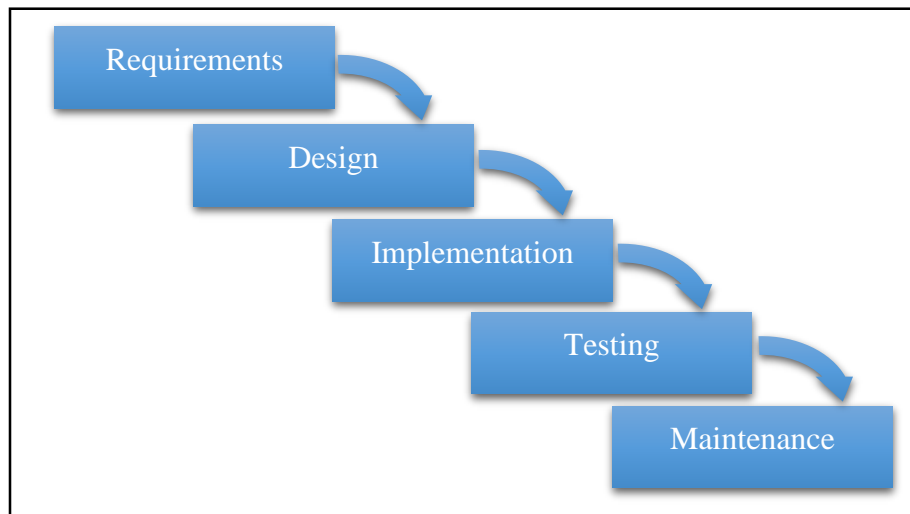 Requirements
Design
Implementation
Testing
Maintenance